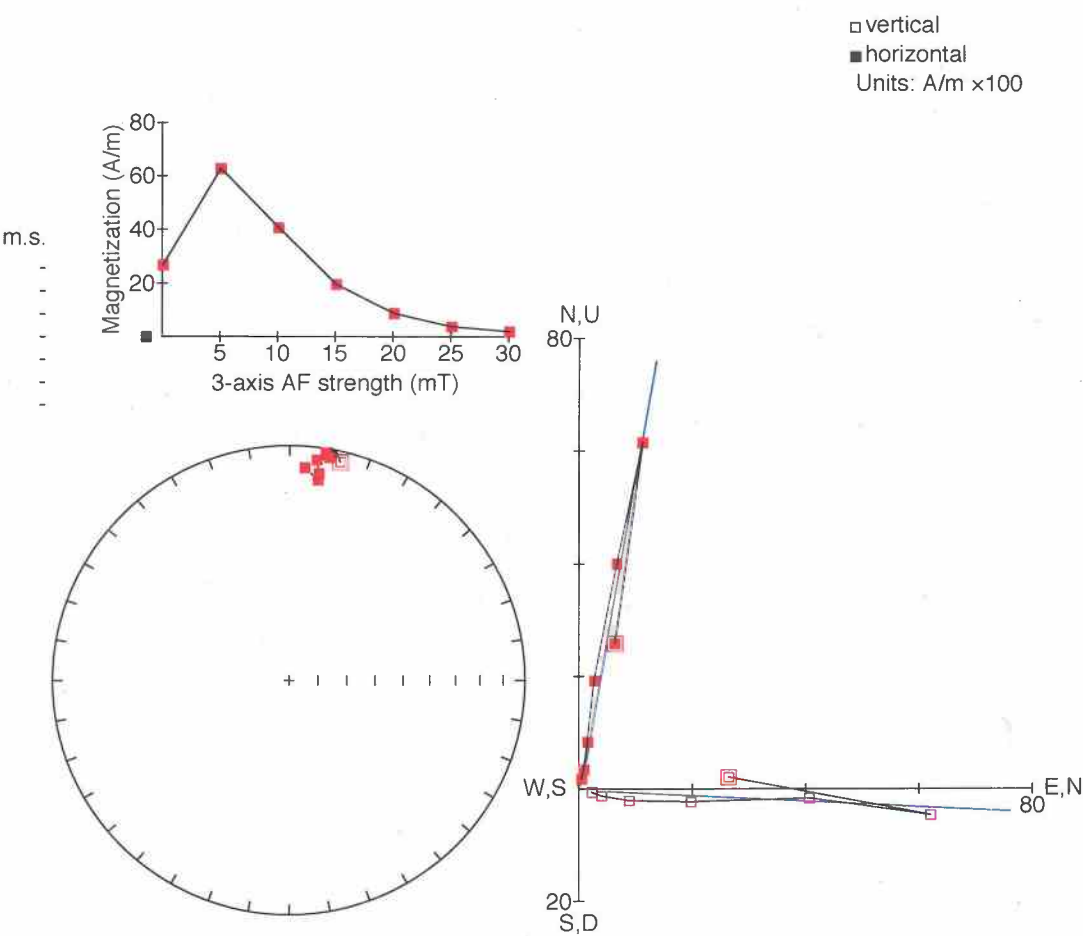 vertical
horizontal
Units: A/m ×100
80
60
40
20
Magnetization (A/m)
5 10 15 20 25 30
3-axis AF strength (mT)
m.s.
-
-
-
-
-
-
-
N,U
80
W,S
E,N
80
20
S,D